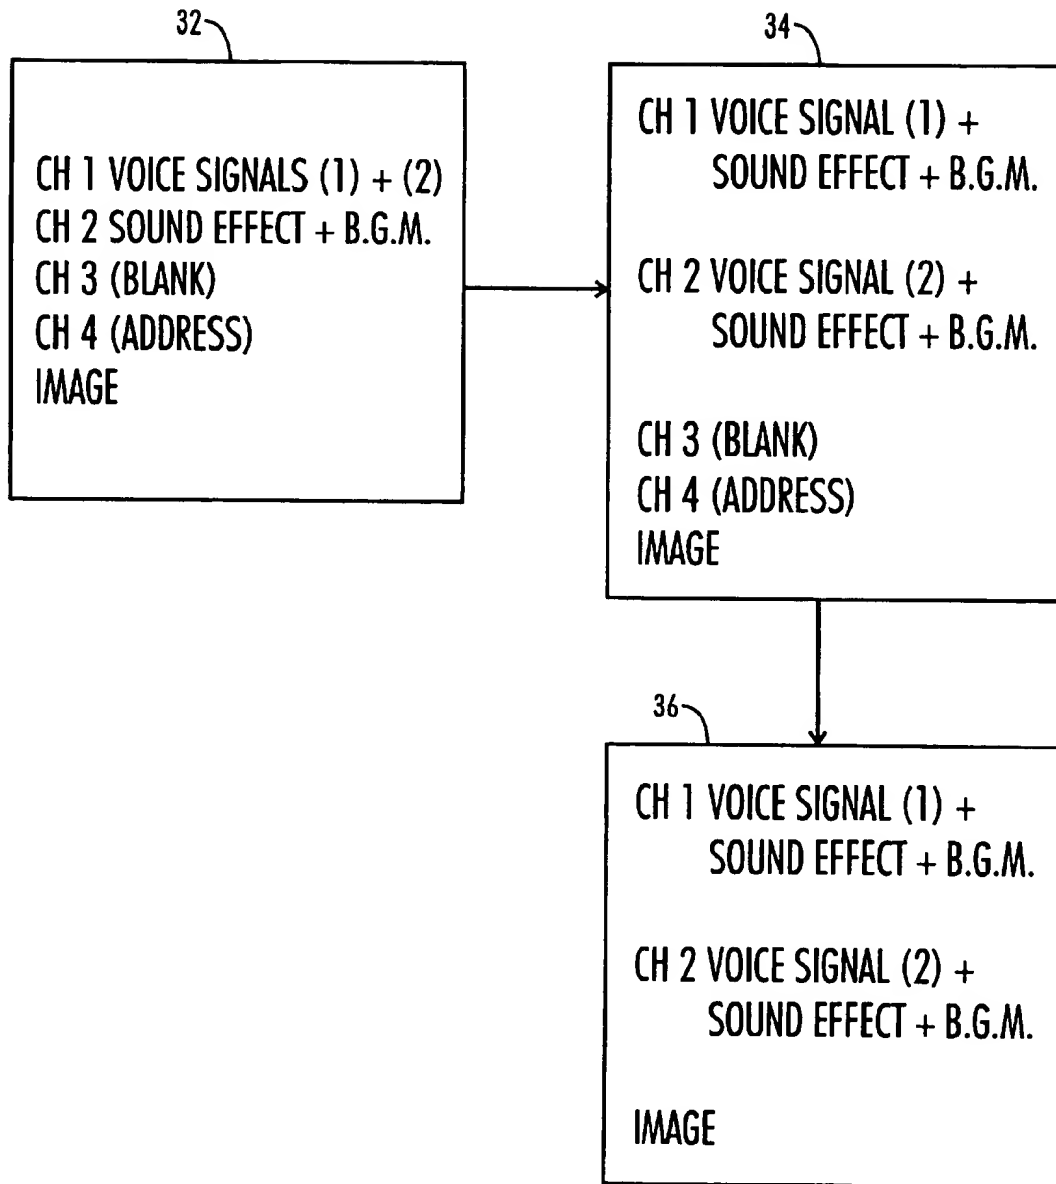 32
CH 1 VOICE SIGNALS (1) + (2)
CH 2 SOUND EFFECT + B.G.M.
CH 3 (BLANK)
CH 4 (ADDRESS)
IMAGE
34
CH 1 VOICE SIGNAL (1) +
SOUND EFFECT + B.G.M.
CH 2 VOICE SIGNAL (2) +
SOUND EFFECT + B.G.M.
CH 3 (BLANK)
CH 4 (ADDRESS)
IMAGE
36
CH 1 VOICE SIGNAL (1) +
SOUND EFFECT + B.G.M.
CH 2 VOICE SIGNAL (2) +
SOUND EFFECT + B.G.M.
IMAGE